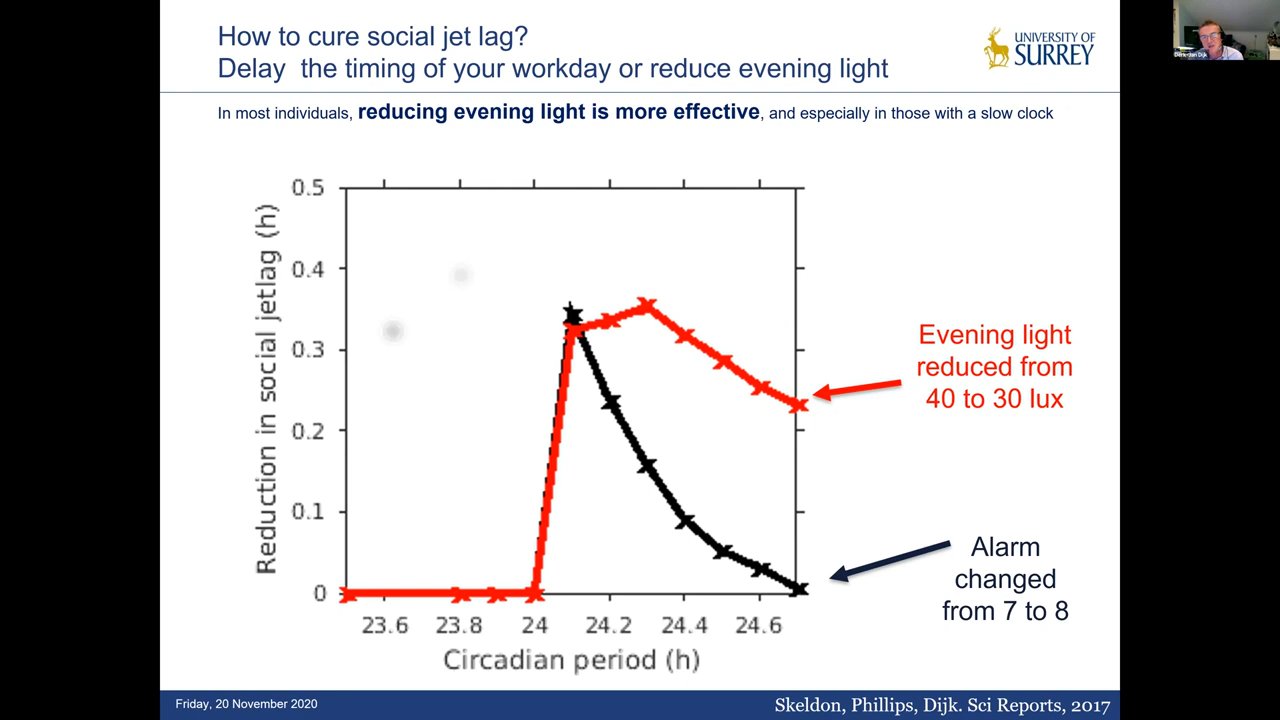 How to cure social jet lag?
Delay the timing of your workday or reduce evening light
UNIVERSITY OF
SURREY
In most individuals, reducing evening light is more effective, and especially in those with a slow clock
Reduction in social jetlag (h)
0.5
0.4
0.3
0.2
0.1
0
23.6 23.8 24 24.2 24.4 24.6
Circadian period (h)
Evening light
reduced from
40 to 30 lux
Alarm
changed
from 7 to 8
Friday, 20 November 2020
Skeldon, Phillips, Dijk. Sci Reports, 2017